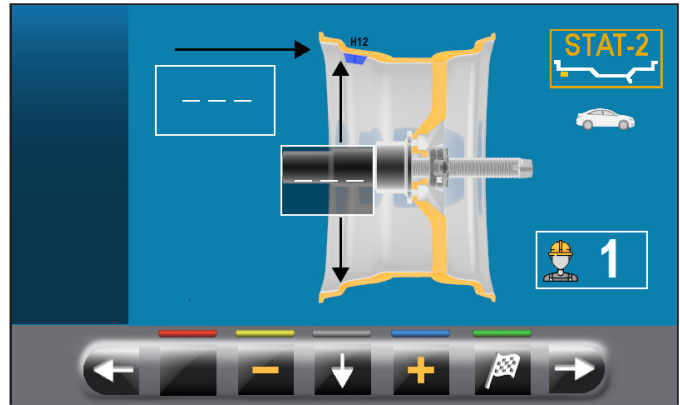 H12
STAT-2
_ _ _
_ _ _
1